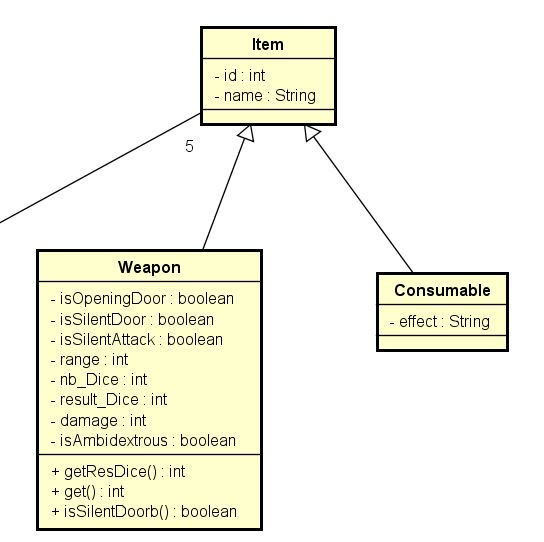 Item
- id : int
- name : String
5
Weapon
- isOpeningDoor : boolean
- isSilentDoor : boolean
- isSilentAttack : boolean
- range : int
- nb_Dice : int
- result_Dice : int
- damage : int
- isAmbidextrous : boolean
+ getResDice() : int
+ get() : int
+ isSilentDoorb() : boolean
Consumable
- effect : String